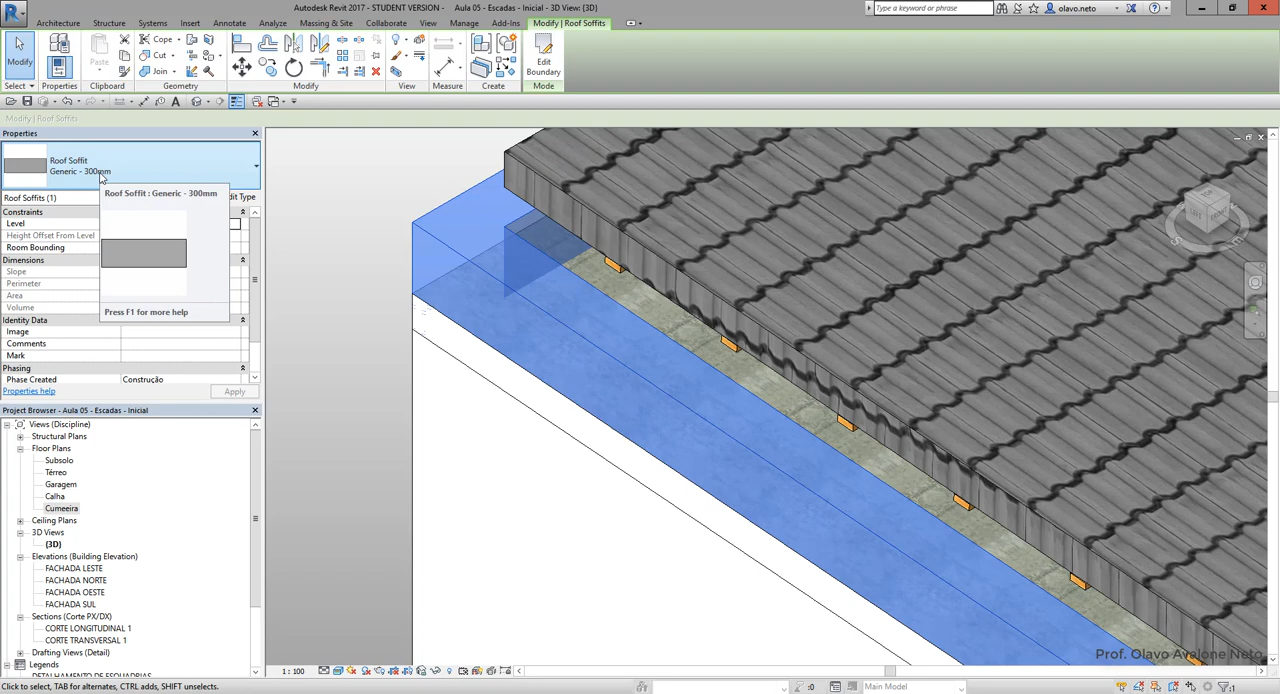 Autodesk Revit 2017 - STUDENT VERSION - Aula 05 - Escadas - Inicial - 3D View: {3D}
Type a keyword or phrase
olavo.neto
Architecture Structure Systems Insert Annotate Analyze Massing & Site Collaborate View Manage Add-Ins Modify | Roof Soffits
Modify
Paste
Cope
Cut
Join
Edit
Boundary
Select Properties Clipboard Geometry Modify View Measure Create Mode
Modify | Roof Soffits
Properties
Roof Soffit
Generic - 300mm
Roof Soffit : Generic - 300mm
Press F1 for more help
Roof Soffits (1)
dit Type
Constraints
Level
Height Offset From Level
Room Bounding
Dimensions
Slope
Perimeter
Area
Volume
Identity Data
Image
Comments
Mark
Phasing
Phase Created Construção
Properties help
Apply
Project Browser - Aula 05 - Escadas - Inicial
Views (Discipline)
Structural Plans
Floor Plans
Subsolo
Térreo
Garagem
Calha
Cumeeira
Ceiling Plans
3D Views
{3D}
Elevations (Building Elevation)
FACHADA LESTE
FACHADA NORTE
FACHADA OESTE
FACHADA SUL
Sections (Corte PX/DX)
CORTE LONGITUDINAL 1
CORTE TRANSVERSAL 1
Drafting Views (Detail)
Legends
DETALHAMENTO DE ESQUADRIAS
Prof. Olavo Avalone Neto
1 : 100
Click to select, TAB for alternates, CTRL adds, SHIFT unselects.
:0
Main Model
:1